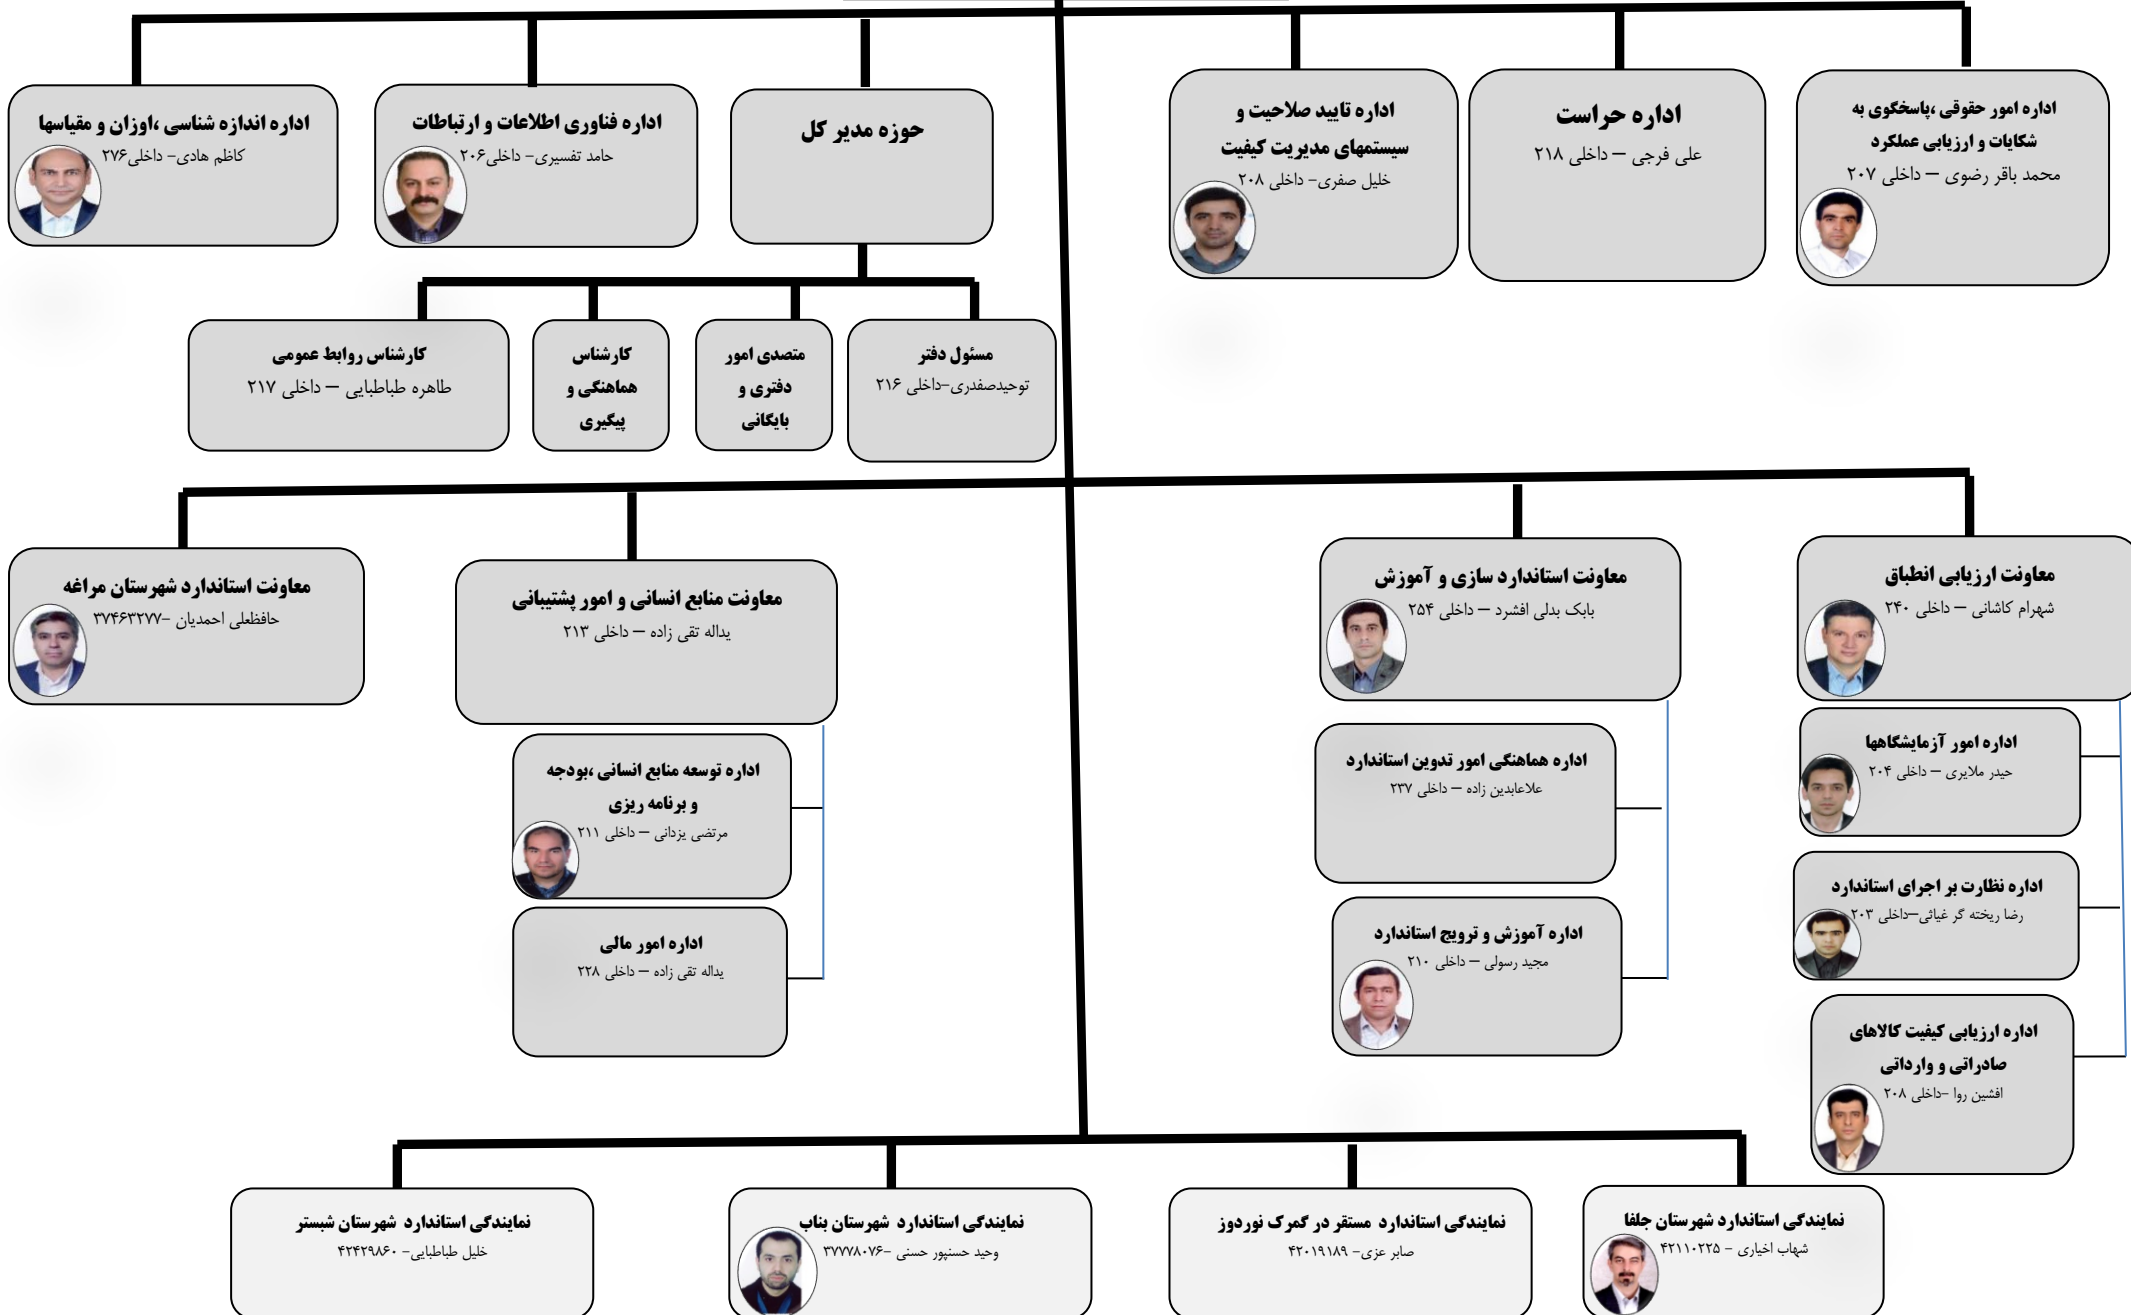 اداره امور حقوقی ،پاسخگوی به
شکایات و ارزیابی عملکرد
محمد باقر رضوی – داخلی ۲۰۷
اداره حراست
علی فرجی – داخلی ۲۱۸
اداره تایید صلاحیت و
سیستمهای مدیریت کیفیت
خلیل صفری- داخلی ۲۰۸
حوزه مدیر کل
اداره فناوری اطلاعات و ارتباطات
حامد تفسیری- داخلی۲۰۶
اداره اندازه شناسی ،اوزان و مقیاسها
کاظم هادی- داخلی۲۷۶
مسئول دفتر
توحیدصفدری-داخلی ۲۱۶
متصدی امور
دفتری و
بایگانی
کارشناس
هماهنگی و
پیگیری
کارشناس روابط عمومی
طاهره طباطبایی – داخلی ۲۱۷
معاونت ارزیابی انطباق
شهرام کاشانی – داخلی ۲۴۰
اداره امور آزمایشگاهها
حیدر ملایری – داخلی ۲۰۴
اداره نظارت بر اجرای استاندارد
رضا ریخته گر غیاثی–داخلی ۲۰۳
اداره ارزیابی کیفیت کالاهای
صادراتی و وارداتی
افشین روا -داخلی ۲۰۸
معاونت استاندارد سازی و آموزش
بابک بدلی افشرد – داخلی ۲۵۴
اداره هماهنگی امور تدوین استاندارد
علاءعابدین زاده – داخلی ۲۳۷
اداره آموزش و ترویج استاندارد
مجید رسولی – داخلی ۲۱۰
معاونت منابع انسانی و امور پشتیبانی
یداله تقی زاده – داخلی ۲۱۳
اداره توسعه منابع انسانی ،بودجه
و برنامه ریزی
مرتضی یزدانی – داخلی ۲۱۱
اداره امور مالی
یداله تقی زاده – داخلی ۲۲۸
معاونت استاندارد شهرستان مراغه
حافظعلی احمدیان -۳۷۴۶۳۲۷۷
نمایندگی استاندارد شهرستان جلفا
شهاب اخیاری - ۴۲۱۱۰۲۲۵
نمایندگی استاندارد مستقر در گمرک نوردوز
صابر عزی- ۴۲۰۱۹۱۸۹
نمایندگی استاندارد شهرستان بناب
وحید حسنپور حسنی -۳۷۷۷۸۰۷۶
نمایندگی استاندارد شهرستان شبستر
خلیل طباطبایی- ۴۲۴۲۹۸۶۰